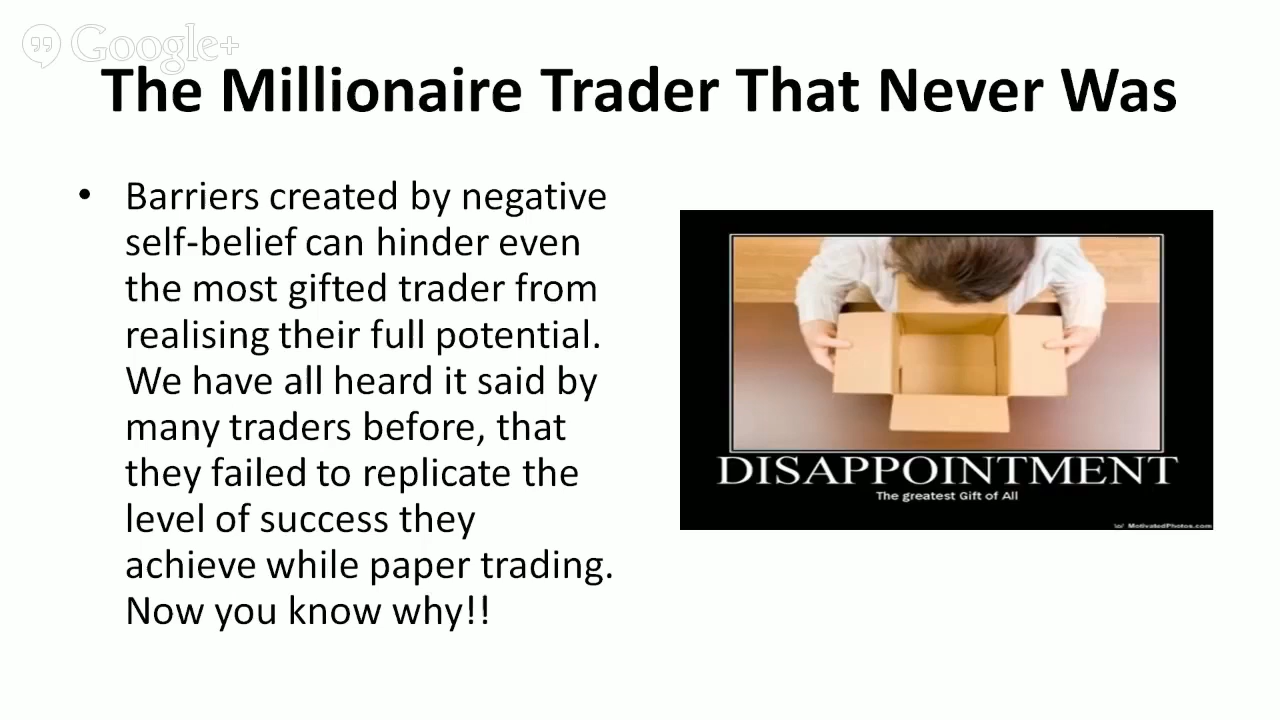 Google+
The Millionaire Trader That Never Was
• Barriers created by negative
self-belief can hinder even
the most gifted trader from
realising their full potential.
We have all heard it said by
many traders before, that
they failed to replicate the
level of success they
achieve while paper trading.
Now you know why!!
DISAPPOINTMENT
The greatest Gift of All
\o/ MotivatedPhotos.com